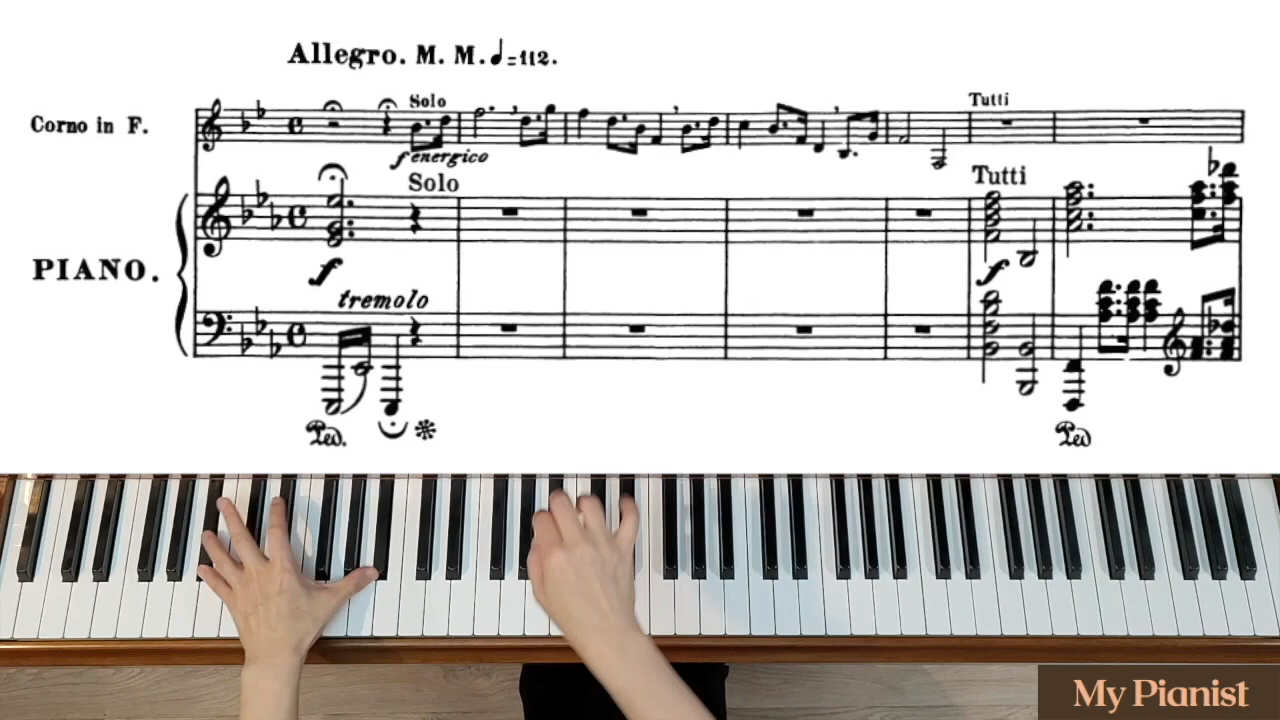 Allegro. M. M. ♩=112.
Corno in F.
Solo
Tutti
f energico
Solo
Tutti
PIANO.
f
f
tremolo
Ped.
Ped
My Pianist